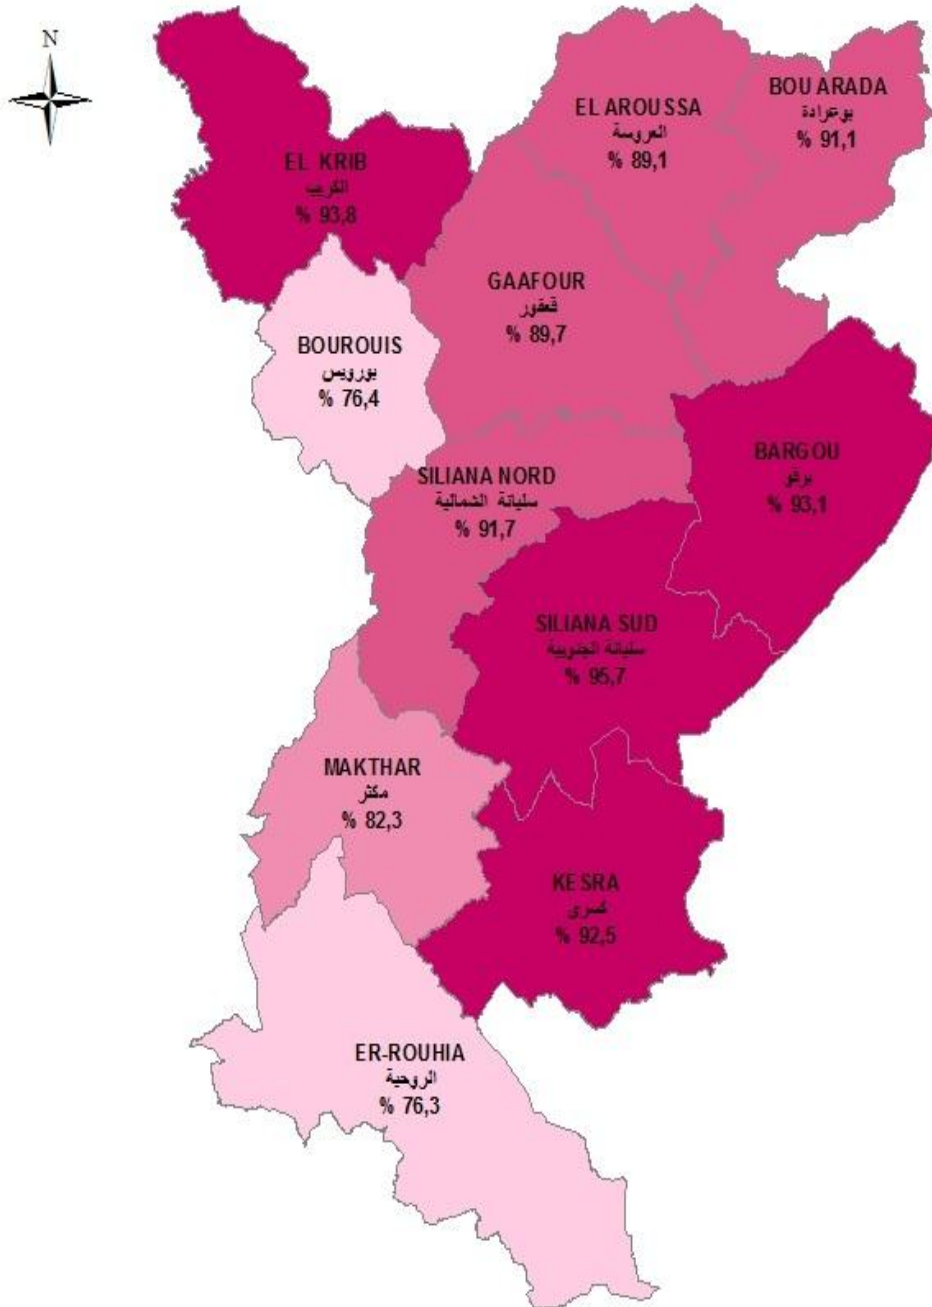 N
BOU ARADA
بوعرادة
% 91,1
EL AROUSSA
العروسة
% 89,1
EL KRIB
الكريب
% 93,8
GAAFOUR
قعفور
% 89,7
BOUROUIS
بورويس
% 76,4
BARGOU
برقو
% 93,1
SILIANA NORD
سليانة الشمالية
% 91,7
SILIANA SUD
سليانة الجنوبية
% 95,7
MAKTHAR
مكثر
% 82,3
KESRA
كسرى
% 92,5
ER-ROUHIA
الروحية
% 76,3